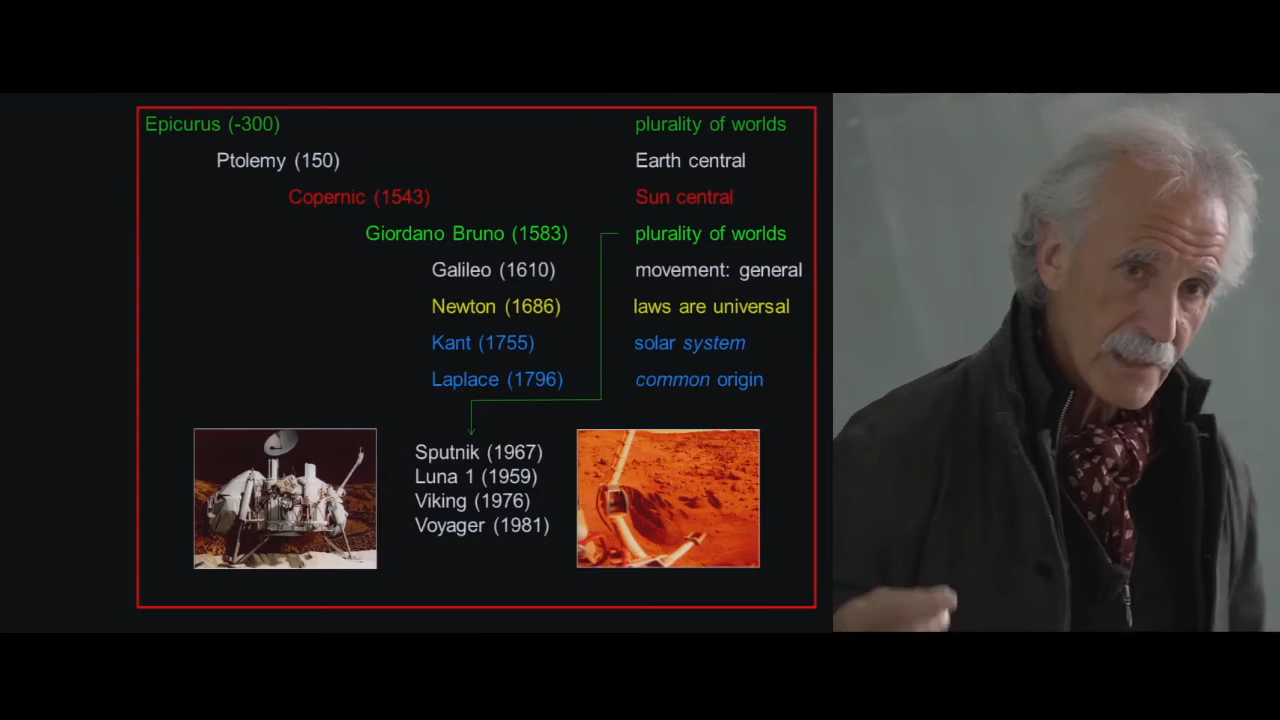 Epicurus (-300) plurality of worlds
Ptolemy (150) Earth central
Copernic (1543) Sun central
Giordano Bruno (1583) plurality of worlds
Galileo (1610) movement: general
Newton (1686) laws are universal
Kant (1755) solar system
Laplace (1796) common origin
Sputnik (1967)
Luna 1 (1959)
Viking (1976)
Voyager (1981)